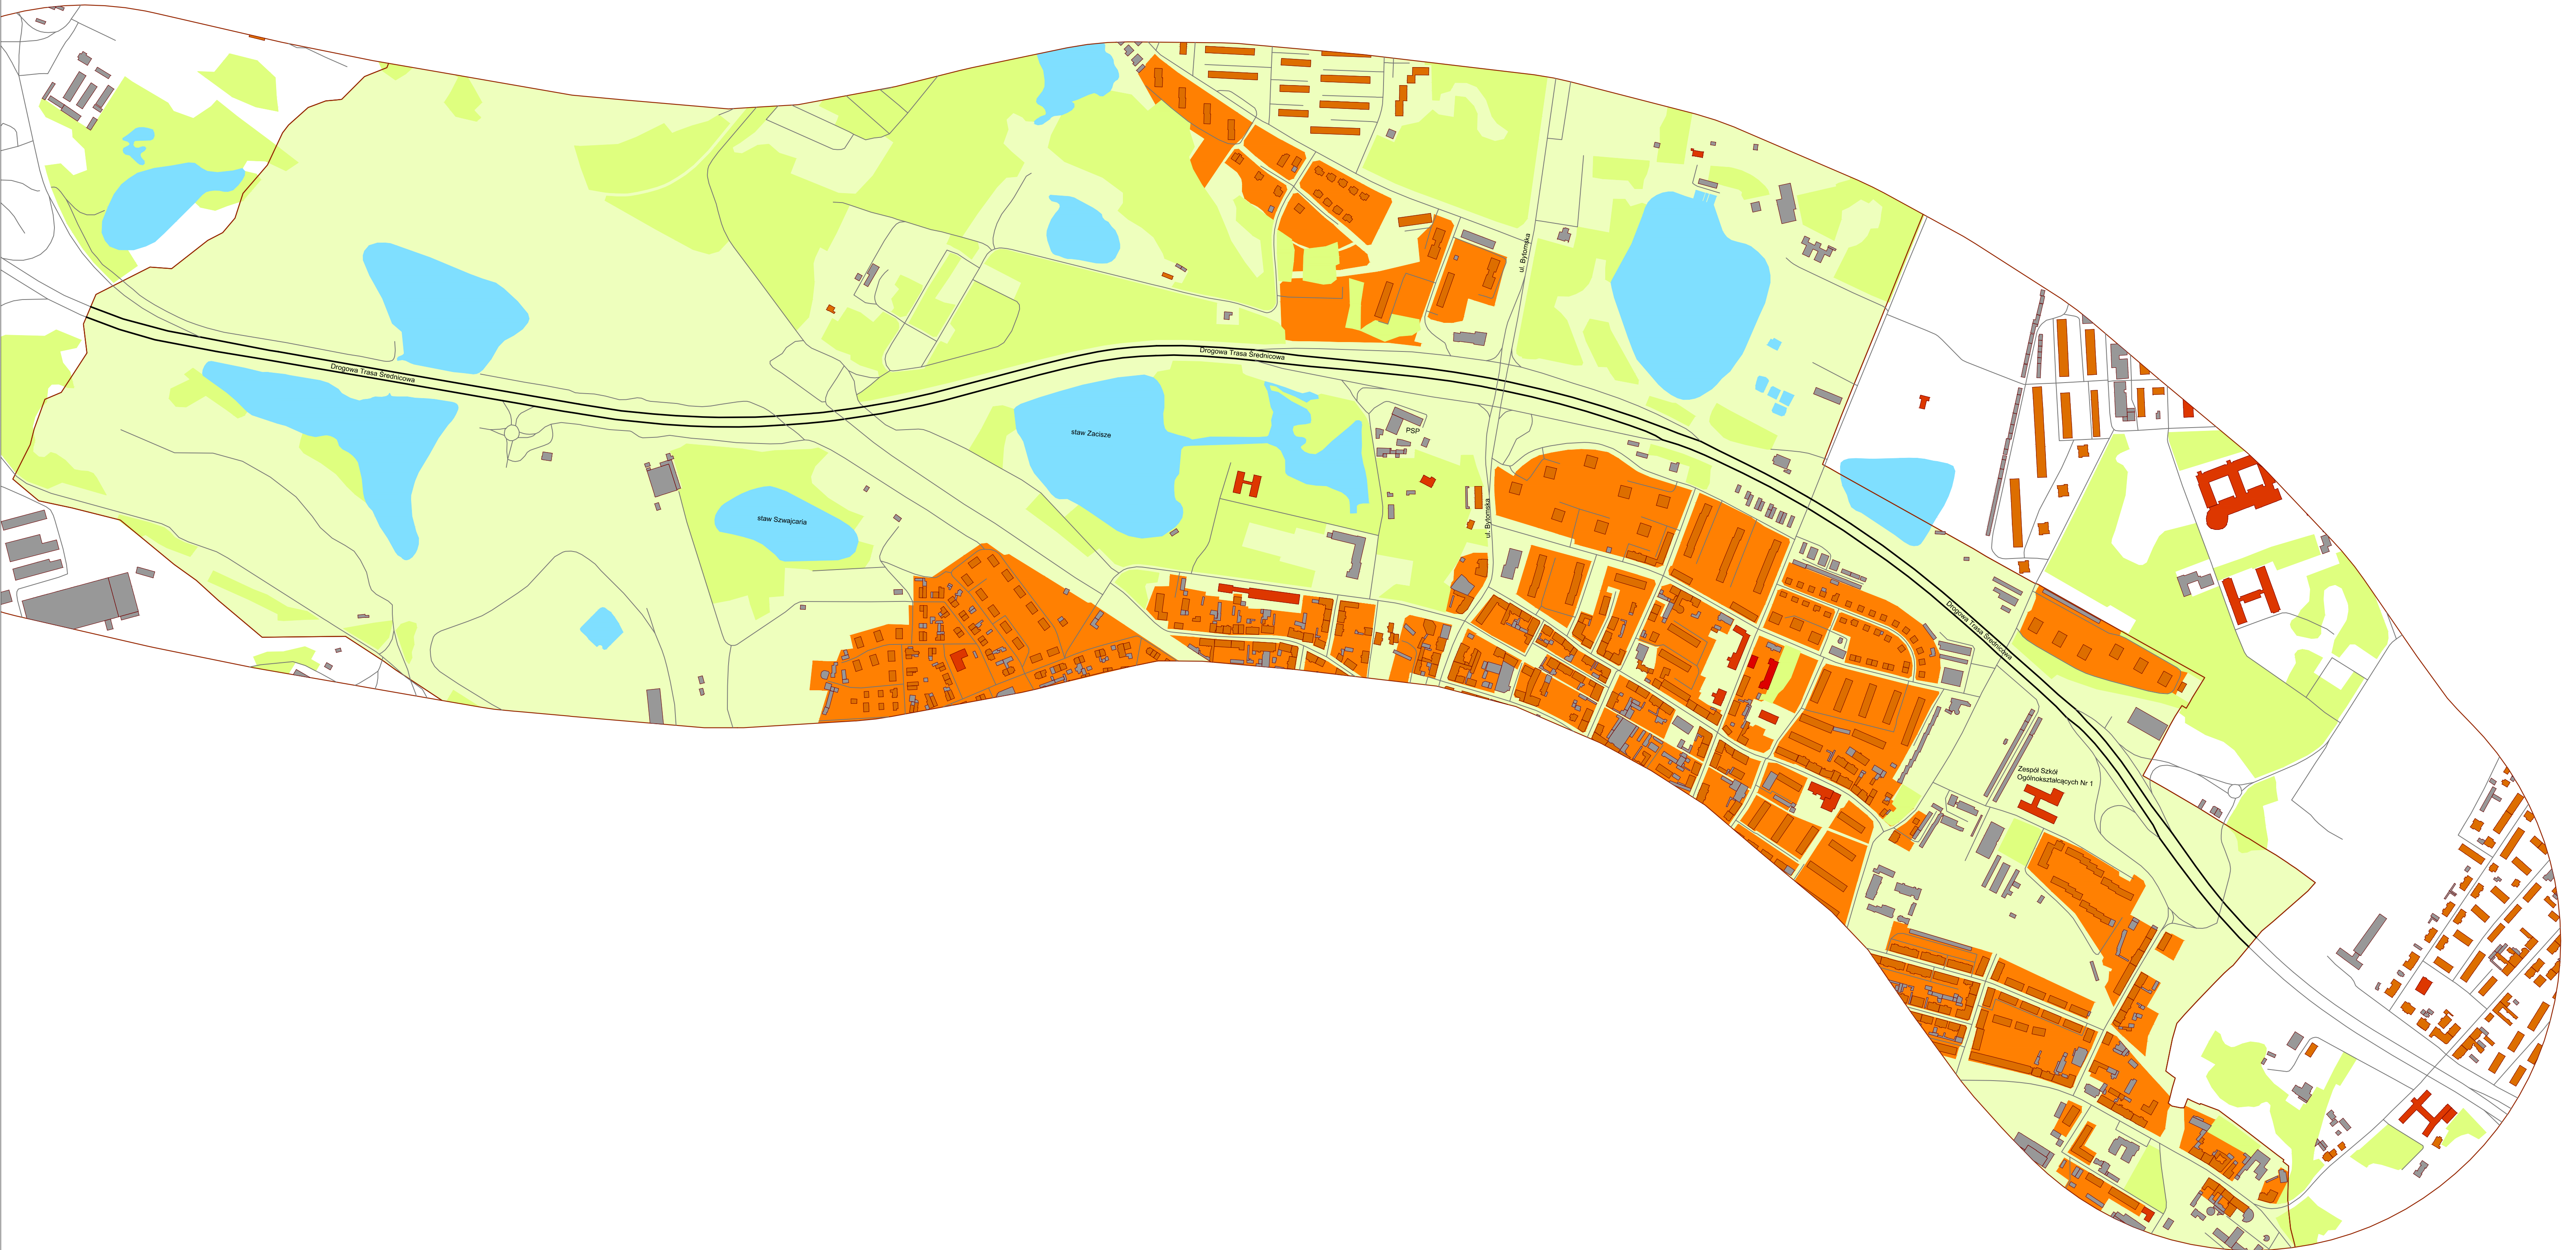 ul. Bytomska
Drogowa Trasa Średnicowa
Drogowa Trasa Średnicowa
staw Zacisze
PSP
staw Szwajcaria
ul. Bytomska
Drogowa Trasa Średnicowa
Zespół Szkół
Ogólnokształcących Nr 1